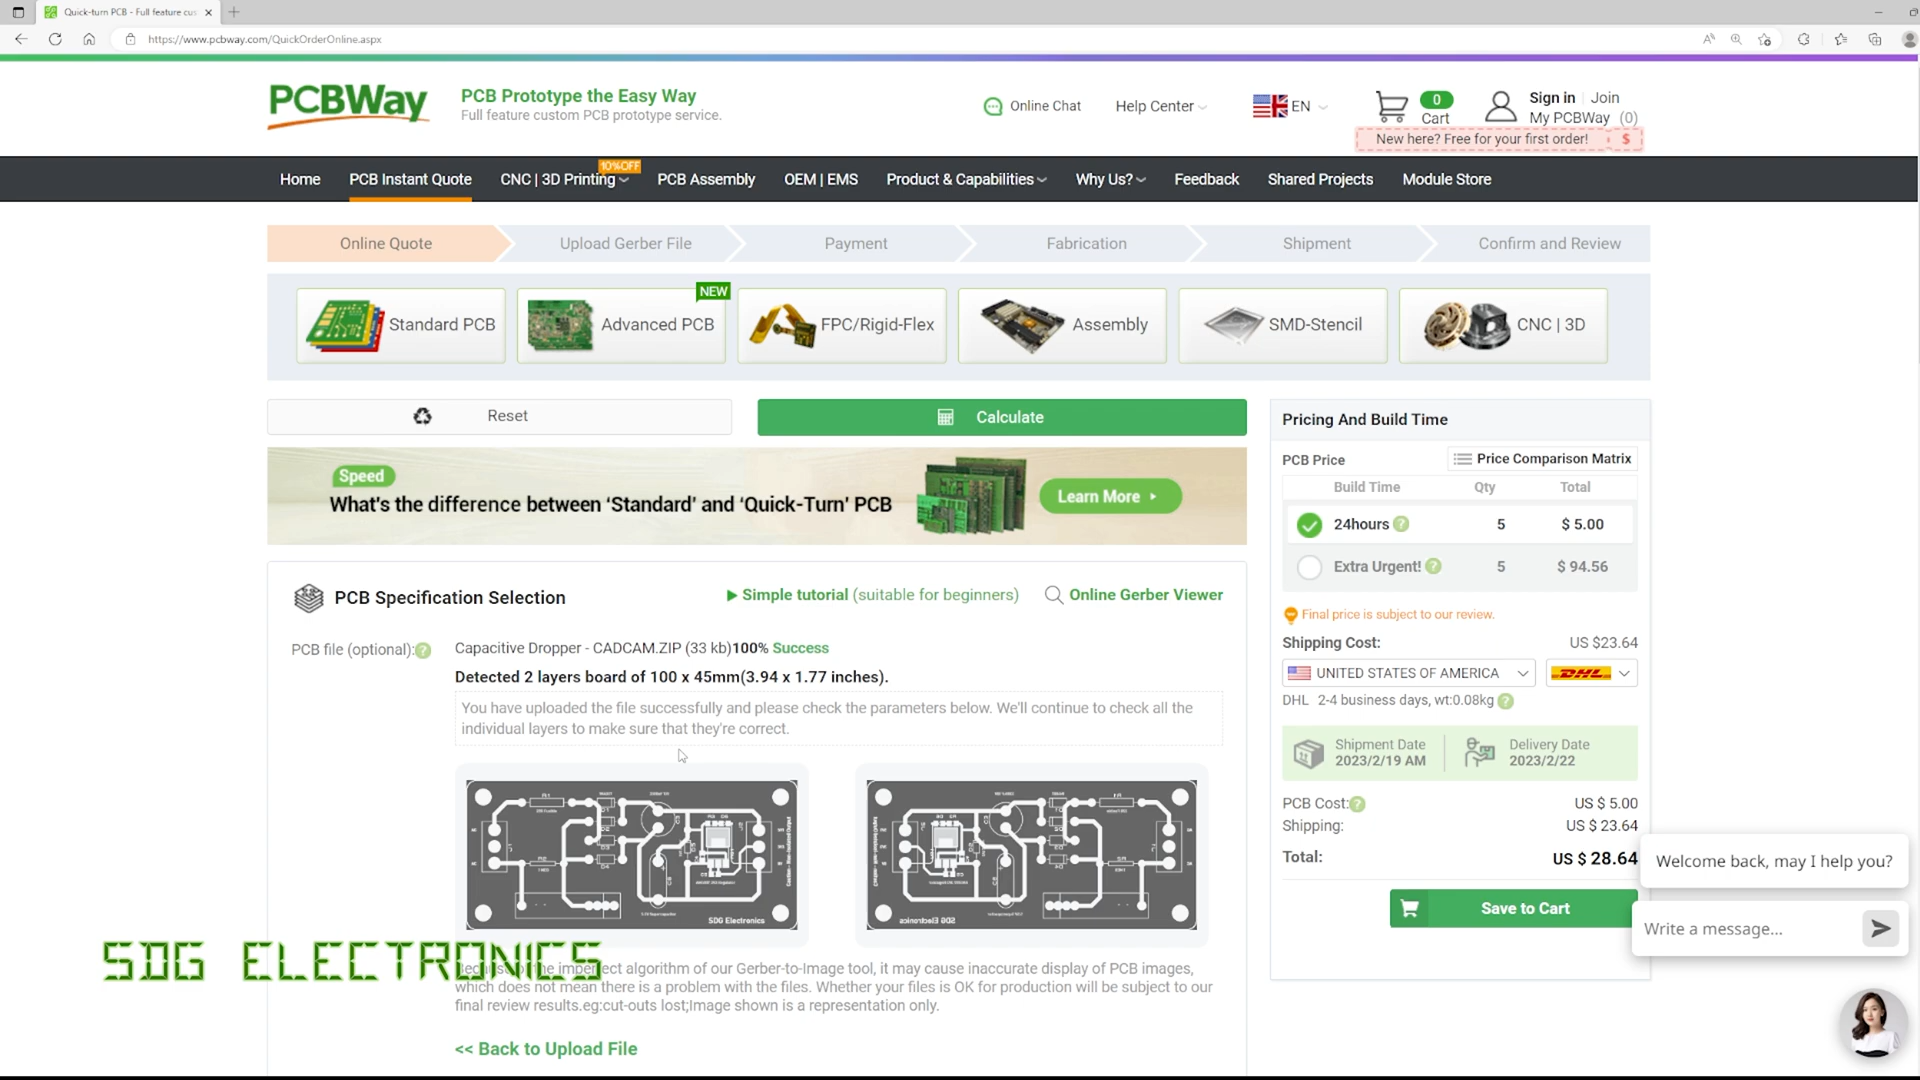 Quick-turn PCB - Full feature cus
https://www.pcbway.com/QuickOrderOnline.aspx
PCBWay
PCB Prototype the Easy Way
Full feature custom PCB prototype service.
Online Chat
Help Center
EN
0
Cart
Sign in
Join
My PCBWay (0)
New here? Free for your first order! $
10%OFF
Home
PCB Instant Quote
CNC | 3D Printing
PCB Assembly
OEM | EMS
Product & Capabilities
Why Us?
Feedback
Shared Projects
Module Store
Online Quote
Upload Gerber File
Payment
Fabrication
Shipment
Confirm and Review
NEW
Standard PCB
Advanced PCB
FPC/Rigid-Flex
Assembly
SMD-Stencil
CNC | 3D
Reset
Calculate
Speed
What's the difference between 'Standard' and 'Quick-Turn' PCB
Learn More
PCB Specification Selection
Simple tutorial (suitable for beginners)
Online Gerber Viewer
PCB file (optional):?
Capacitive Dropper - CADCAM.ZIP (33 kb)100% Success
Detected 2 layers board of 100 x 45mm(3.94 x 1.77 inches).
You have uploaded the file successfully and please check the parameters below. We'll continue to check all the
individual layers to make sure that they're correct.
SDG Electronics
SDG Electronics
SDG ELECTRONICS
the imperfect algorithm of our Gerber-to-Image tool, it may cause inaccurate display of PCB images,
which does not mean there is a problem with the files. Whether your files is OK for production will be subject to our
final review results.eg:cut-outs lost;Image shown is a representation only.
<< Back to Upload File
Pricing And Build Time
PCB Price
Price Comparison Matrix
Build Time Qty Total
24hours ? 5 $ 5.00
Extra Urgent! ? 5 $ 94.56
Final price is subject to our review.
Shipping Cost: US $23.64
UNITED STATES OF AMERICA
DHL
DHL 2-4 business days, wt:0.08kg ?
Shipment Date
2023/2/19 AM
Delivery Date
2023/2/22
PCB Cost:? US $ 5.00
Shipping: US $ 23.64
Total: US $ 28.64
Save to Cart
Welcome back, may I help you?
Write a message...